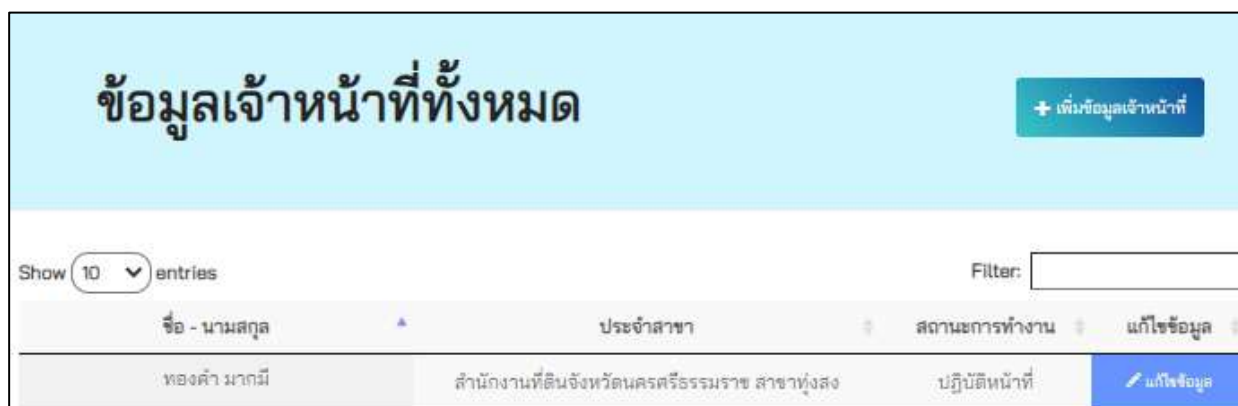 ข้อมูลเจ้าหน้าที่ทั้งหมด
เพิ่มข้อมูลเจ้าหน้าที่
Show 10 entries
Filter:
ชื่อ - นามสกุล ประจำสาขา สถานะการทำงาน แก้ไขข้อมูล
ทองคำ มากมี สำนักงานที่ดินจังหวัดนครศรีธรรมราช สาขาทุ่งสง ปฏิบัติหน้าที่ แก้ไขข้อมูล